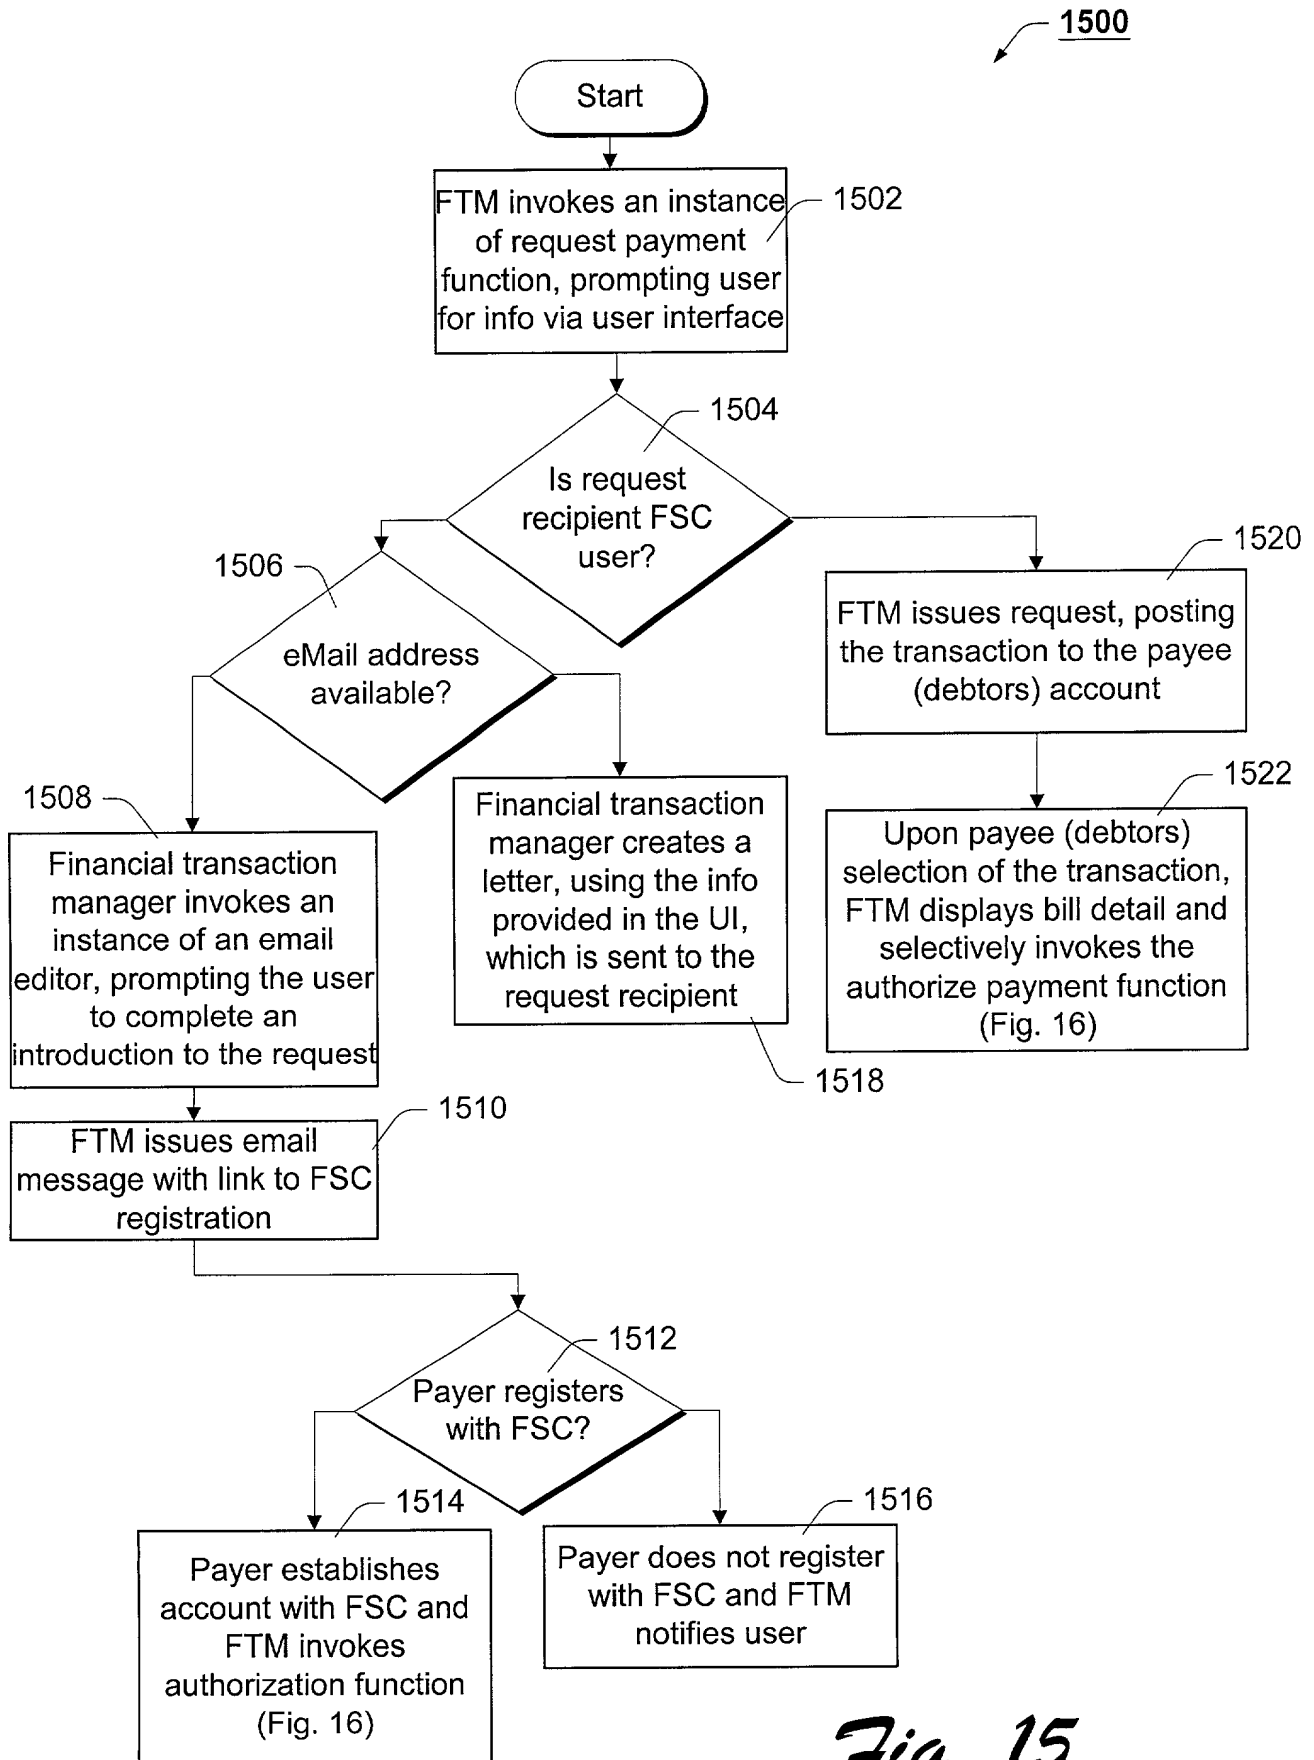 1500
Start
FTM invokes an instance
of request payment
function, prompting user
for info via user interface
1502
1504
Is request
recipient FSC
user?
1506
eMail address
available?
1520
FTM issues request, posting
the transaction to the payee
(debtors) account
1508
Financial transaction
manager invokes an
instance of an email
editor, prompting the user
to complete an
introduction to the request
Financial transaction
manager creates a
letter, using the info
provided in the UI,
which is sent to the
request recipient
1518
1522
Upon payee (debtors)
selection of the transaction,
FTM displays bill detail and
selectively invokes the
authorize payment function
(Fig. 16)
1510
FTM issues email
message with link to FSC
registration
1512
Payer registers
with FSC?
1514
Payer establishes
account with FSC and
FTM invokes
authorization function
(Fig. 16)
1516
Payer does not register
with FSC and FTM
notifies user
Fig. 15